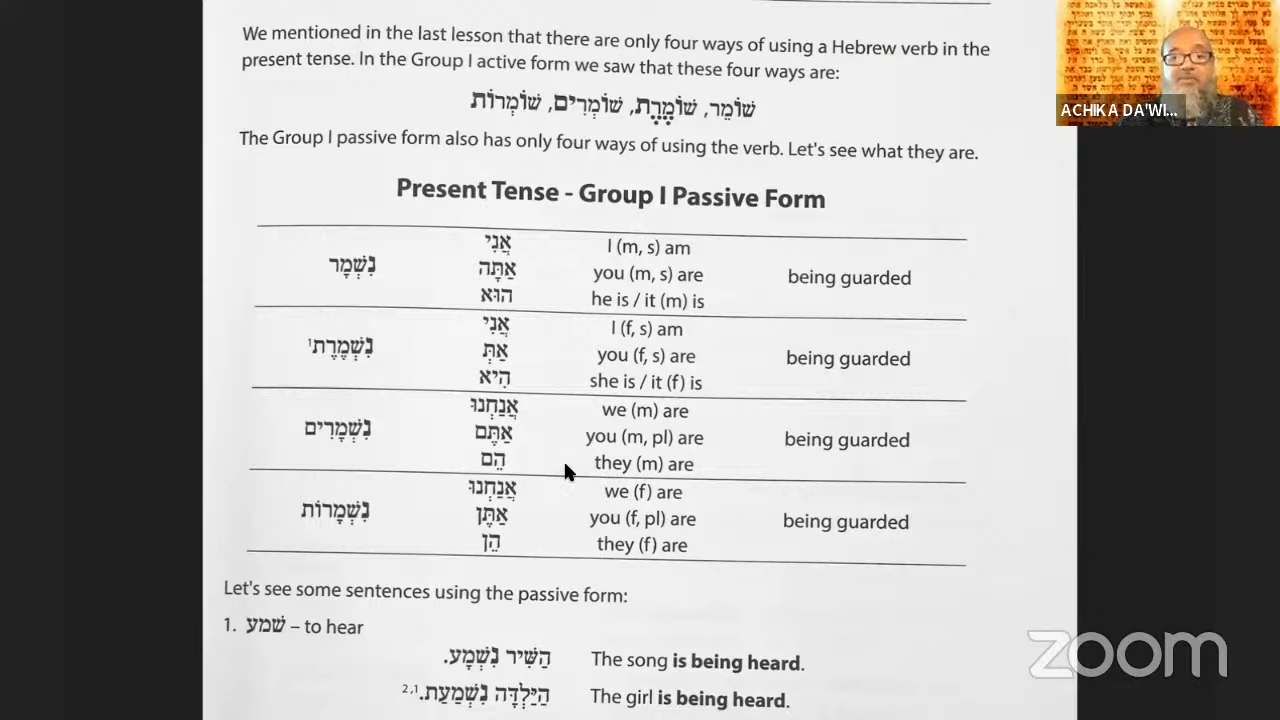 We mentioned in the last lesson that there are only four ways of using a Hebrew verb in the
present tense. In the Group I active form we saw that these four ways are:
שׁוֹמֵר, שׁוֹמֶרֶת, שׁוֹמְרִים, שׁוֹמְרוֹת
The Group I passive form also has only four ways of using the verb. Let's see what they are.
Present Tense - Group I Passive Form
נִשְׁמָר
אֲנִי I (m, s) am
אַתָּה you (m, s) are being guarded
הוּא he is / it (m) is
נִשְׁמֶרֶת¹
אֲנִי I (f, s) am
אַתְּ you (f, s) are being guarded
הִיא she is / it (f) is
נִשְׁמָרִים
אֲנַחְנוּ we (m) are
אַתֶּם you (m, pl) are being guarded
הֵם they (m) are
נִשְׁמָרוֹת
אֲנַחְנוּ we (f) are
אַתֶּן you (f, pl) are being guarded
הֵן they (f) are
Let's see some sentences using the passive form:
1. שׁמע – to hear
הַשִּׁיר נִשְׁמָע. The song is being heard.
הַיַּלְדָּה נִשְׁמַעַת.²,¹ The girl is being heard.
ACHIKA DA'WI...
zoom